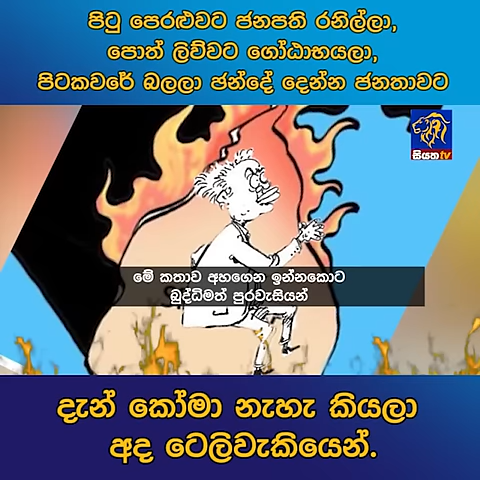 පිටු පෙරළුවට ජනපති රනිල්ලා,
පොත් ලිව්වට ගෝඨාභයලා,
පිටකවරේ බලලා ඡන්දේ දෙන්න ජනතාවට
සියත tv
මේ කතාව අහගෙන ඉන්නකොට
බුද්ධිමත් පුරවැසියන්
දැන් කෝමා නැහැ කියලා
අද ටෙලිවැකියෙන්.